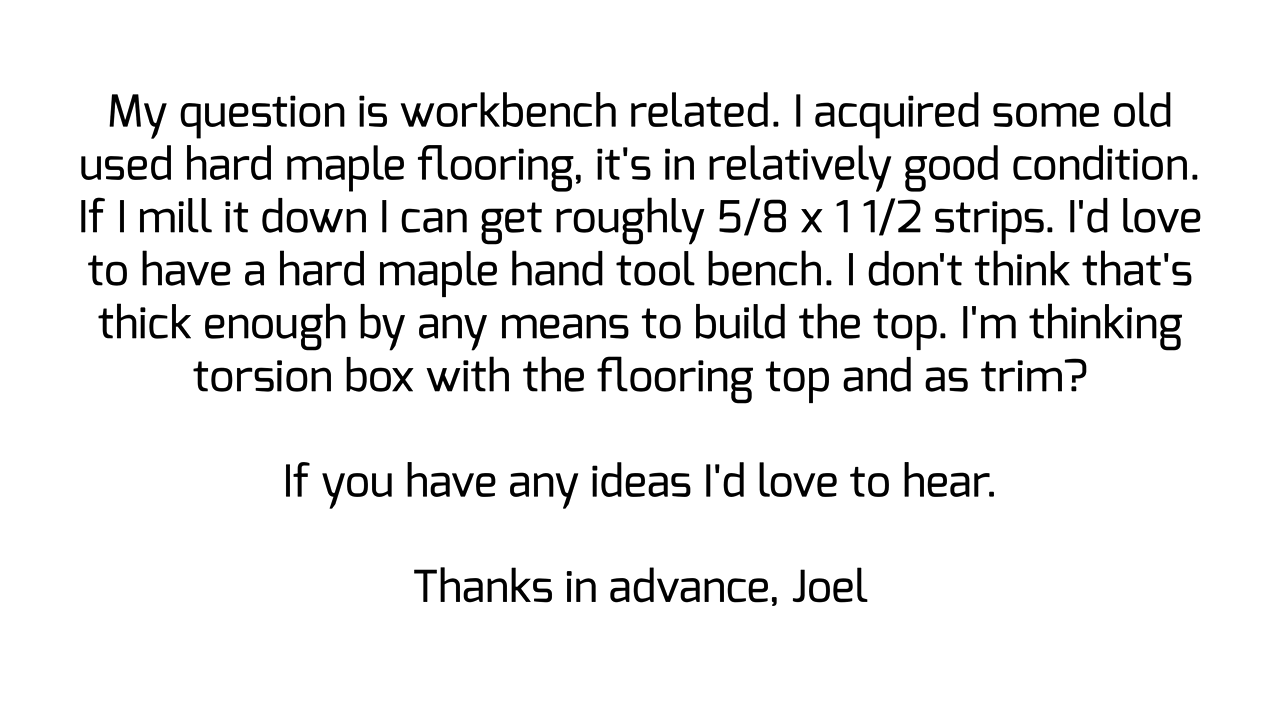 My question is workbench related. I acquired some old
used hard maple flooring, it's in relatively good condition.
If I mill it down I can get roughly 5/8 x 1 1/2 strips. I'd love
to have a hard maple hand tool bench. I don't think that's
thick enough by any means to build the top. I'm thinking
torsion box with the flooring top and as trim?
If you have any ideas I'd love to hear.
Thanks in advance, Joel